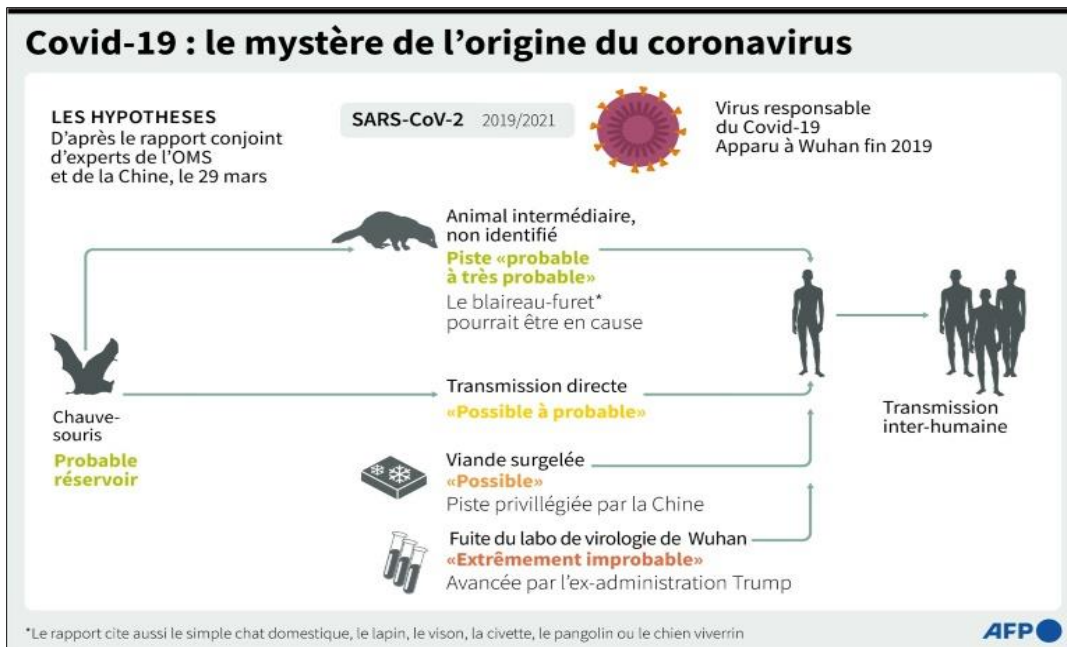 Covid-19 : le mystère de l'origine du coronavirus
LES HYPOTHESES
D'après le rapport conjoint
d'experts de l'OMS
et de la Chine, le 29 mars
SARS-CoV-2 2019/2021
Virus responsable
du Covid-19
Apparu à Wuhan fin 2019
Animal intermédiaire,
non identifié
Piste «probable
à très probable»
Le blaireau-furet*
pourrait être en cause
Chauve-
souris
Probable
réservoir
Transmission directe
«Possible à probable»
Viande surgelée
«Possible»
Piste privillégiée par la Chine
Fuite du labo de virologie de Wuhan
«Extrêmement improbable»
Avancée par l'ex-administration Trump
Transmission
inter-humaine
*Le rapport cite aussi le simple chat domestique, le lapin, le vison, la civette, le pangolin ou le chien viverrin
AFP